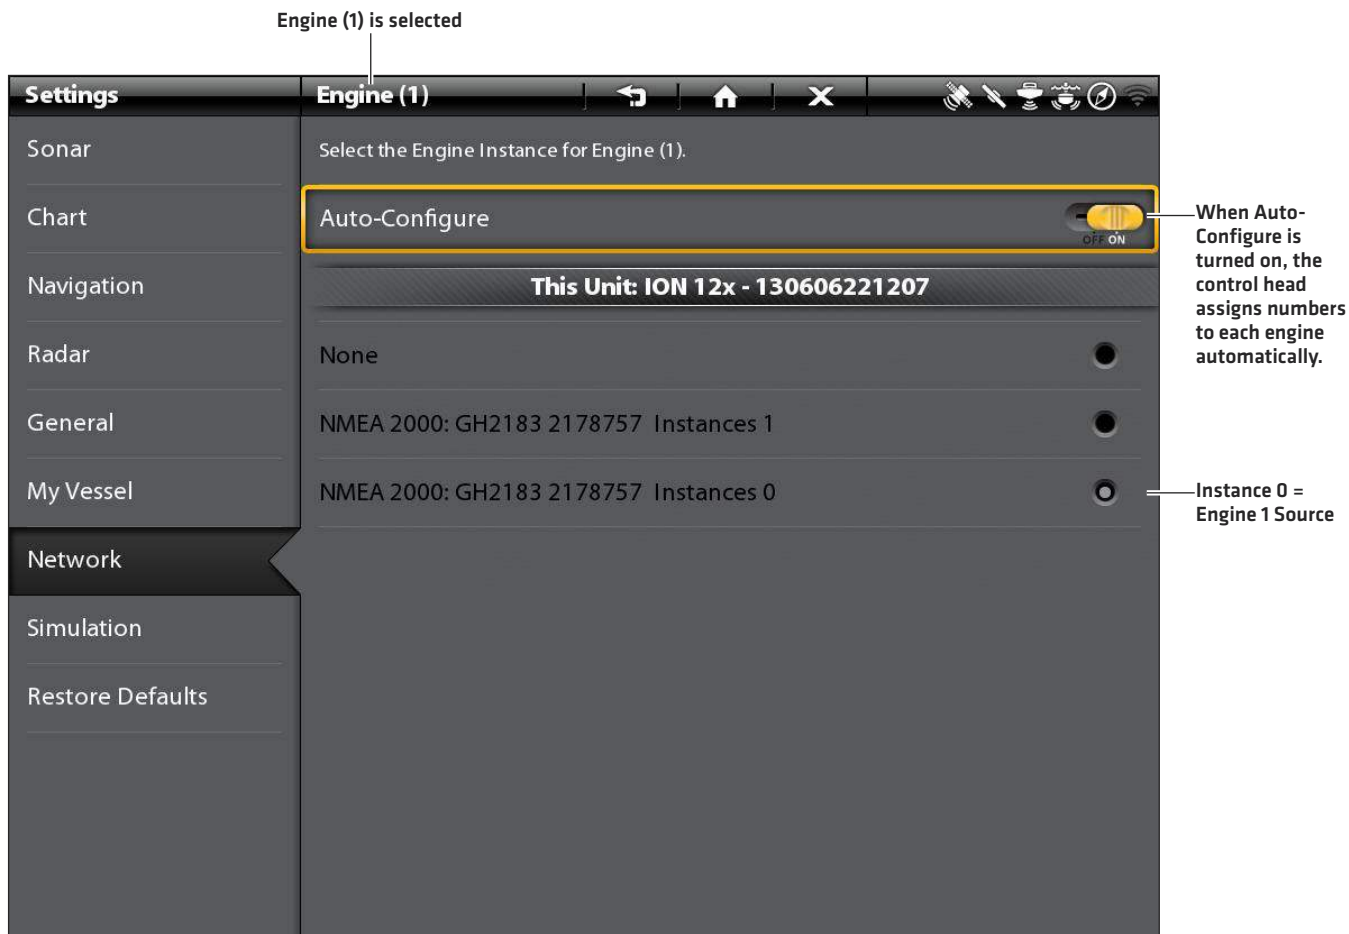 Engine (1) is selected
Settings
Engine (1)
Sonar
Chart
Navigation
Radar
General
My Vessel
Network
Simulation
Restore Defaults
Select the Engine Instance for Engine (1).
Auto-Configure
OFF ON
This Unit: ION 12x - 130606221207
None
NMEA 2000: GH2183 2178757 Instances 1
NMEA 2000: GH2183 2178757 Instances 0
When Auto-
Configure is
turned on, the
control head
assigns numbers
to each engine
automatically.
Instance 0 =
Engine 1 Source